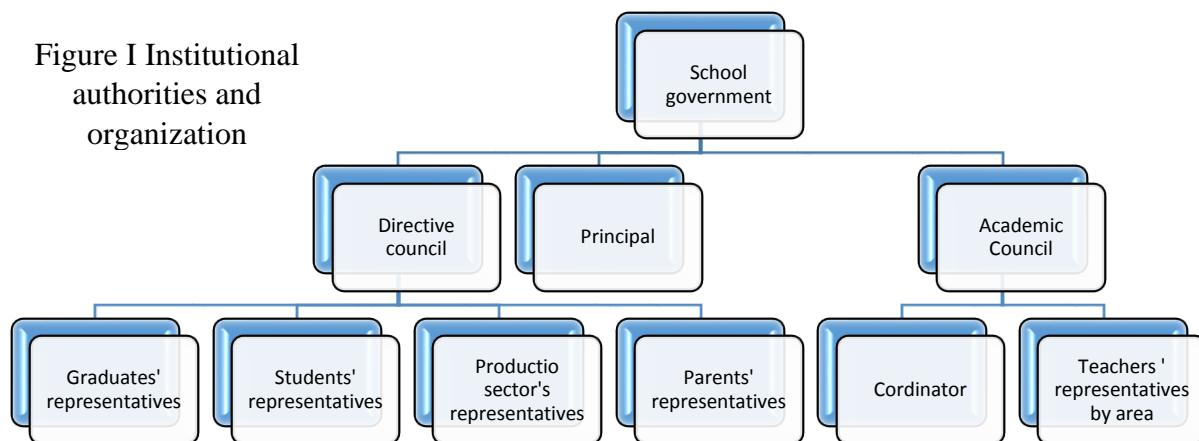 Figure I Institutional
authorities and
organization
School
government
Directive
council
Principal
Academic
Council
Graduates'
representatives
Students'
representatives
Productio
sector's
representatives
Parents'
representatives
Cordinator
Teachers '
representatives
by area